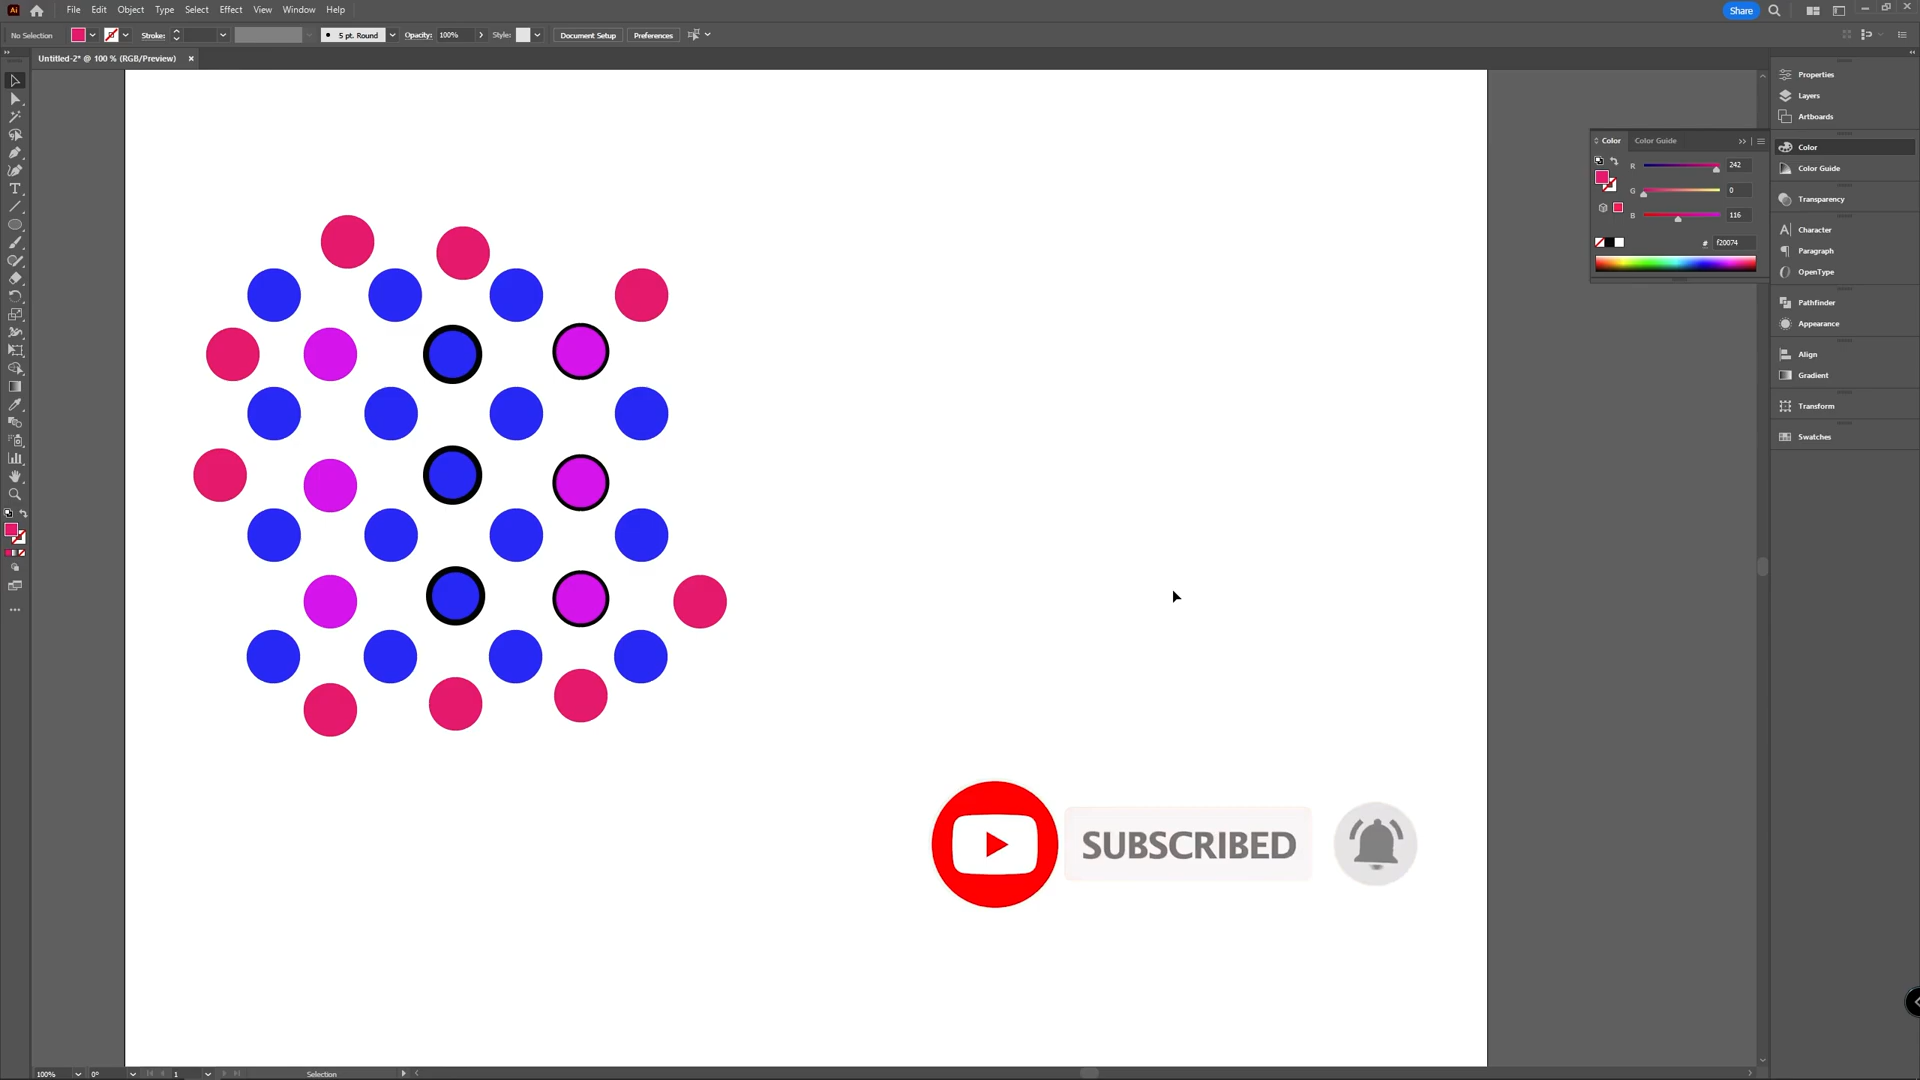 Ai File Edit Object Type Select Effect View Window Help Share
No Selection Stroke: 5 pt. Round Opacity: 100% Style: Document Setup Preferences
Untitled-2* @ 100 % (RGB/Preview) ×
Properties
Layers
Artboards
Color Color Guide
R 242
G 0
B 116
# f20074
Color
Color Guide
Transparency
Character
Paragraph
OpenType
Pathfinder
Appearance
Align
Gradient
Transform
Swatches
SUBSCRIBED
100% 0° 1 Selection